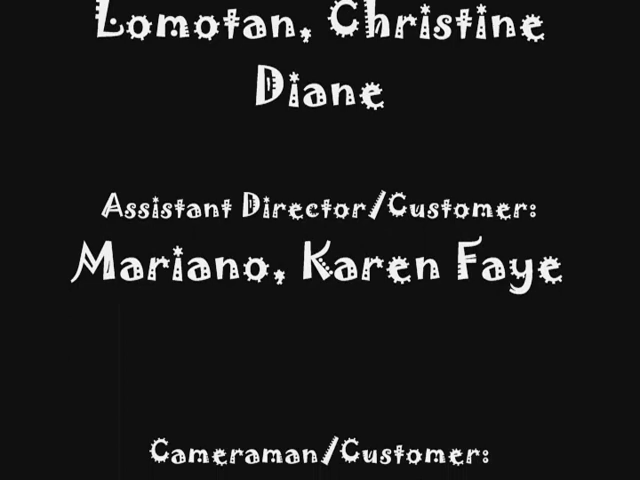 Lomotan, Christine
Diane
Assistant Director/Customer:
Mariano, Karen Faye
Cameraman/Customer: